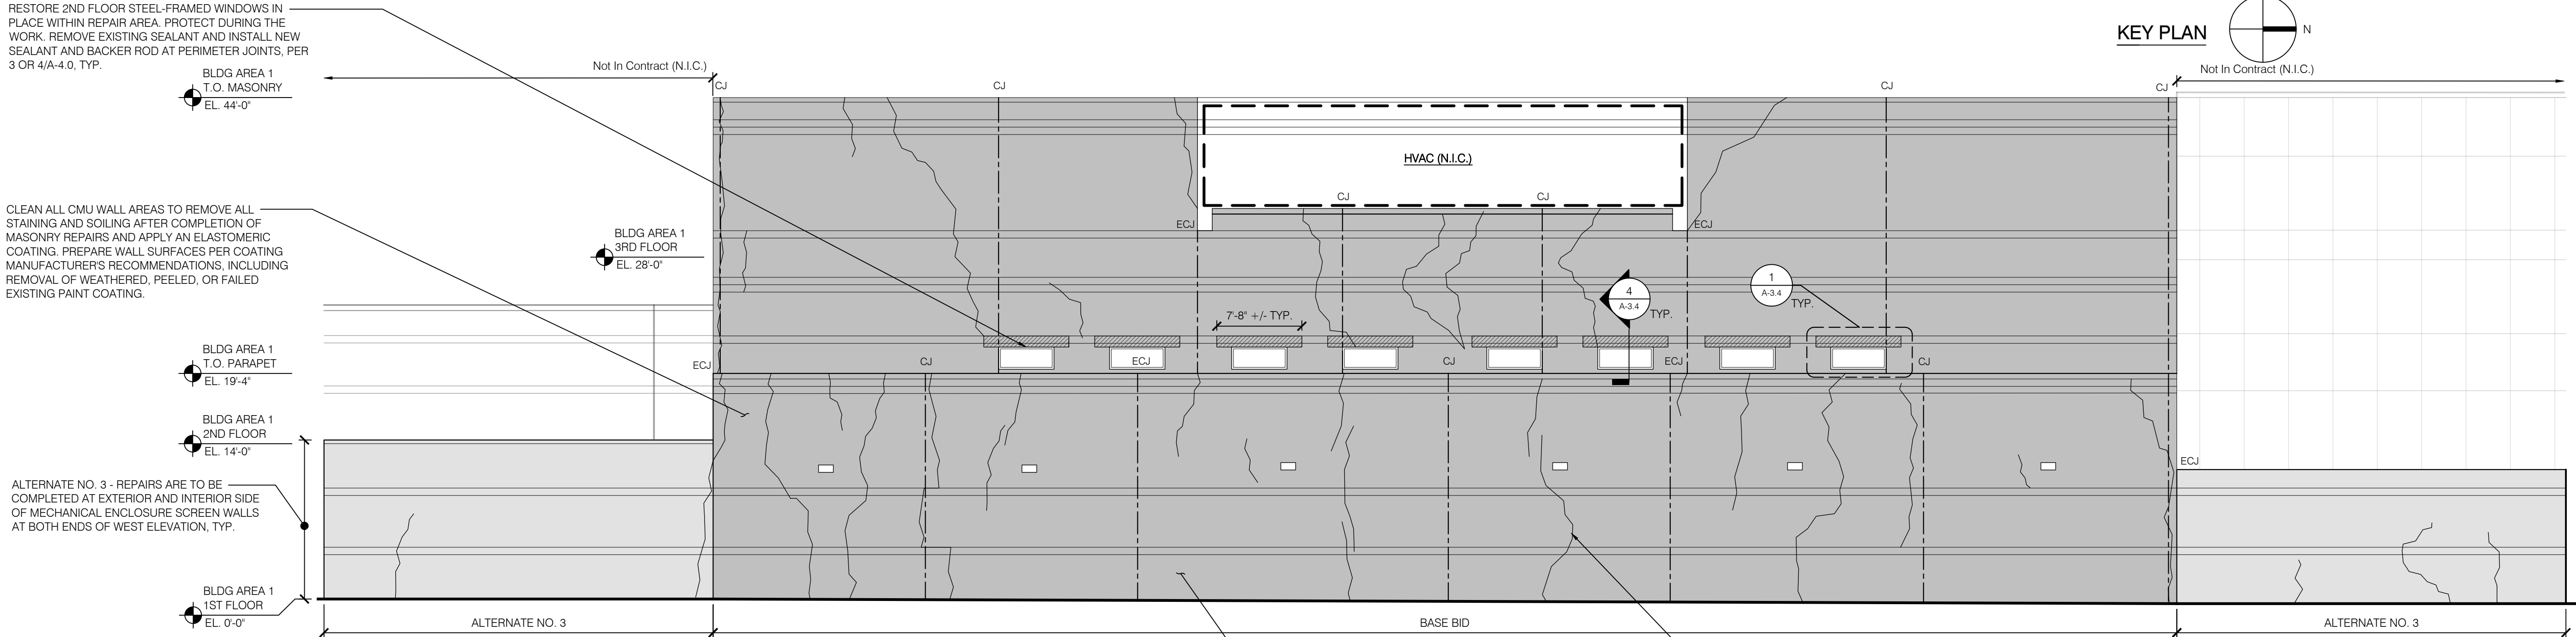 RESTORE 2ND FLOOR STEEL-FRAMED WINDOWS IN
PLACE WITHIN REPAIR AREA. PROTECT DURING THE
WORK. REMOVE EXISTING SEALANT AND INSTALL NEW
SEALANT AND BACKER ROD AT PERIMETER JOINTS, PER
3 OR 4/A-4.0, TYP.
KEY PLAN
N
Not In Contract (N.I.C.)
Not In Contract (N.I.C.)
BLDG AREA 1
T.O. MASONRY
EL. 44'-0"
CJ
CJ
CJ
CJ
HVAC (N.I.C.)
CJ
CJ
CLEAN ALL CMU WALL AREAS TO REMOVE ALL
STAINING AND SOILING AFTER COMPLETION OF
MASONRY REPAIRS AND APPLY AN ELASTOMERIC
COATING. PREPARE WALL SURFACES PER COATING
MANUFACTURER'S RECOMMENDATIONS, INCLUDING
REMOVAL OF WEATHERED, PEELED, OR FAILED
EXISTING PAINT COATING.
ECJ
ECJ
BLDG AREA 1
3RD FLOOR
EL. 28'-0"
4
A-3.4
TYP.
1
A-3.4
TYP.
7'-8" +/- TYP.
BLDG AREA 1
T.O. PARAPET
EL. 19'-4"
ECJ
CJ
ECJ
CJ
ECJ
CJ
BLDG AREA 1
2ND FLOOR
EL. 14'-0"
ECJ
ALTERNATE NO. 3 - REPAIRS ARE TO BE
COMPLETED AT EXTERIOR AND INTERIOR SIDE
OF MECHANICAL ENCLOSURE SCREEN WALLS
AT BOTH ENDS OF WEST ELEVATION, TYP.
BLDG AREA 1
1ST FLOOR
EL. 0'-0"
ALTERNATE NO. 3
BASE BID
ALTERNATE NO. 3